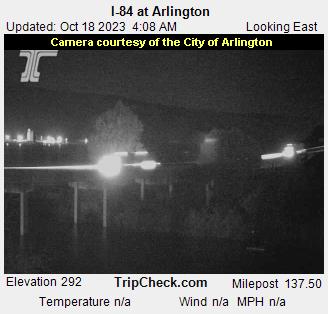 I-84 at Arlington
Updated: Oct 18 2023 4:08 AM Looking East
Camera courtesy of the City of Arlington
Elevation 292 TripCheck.com Milepost 137.50
Temperature n/a Wind n/a MPH n/a